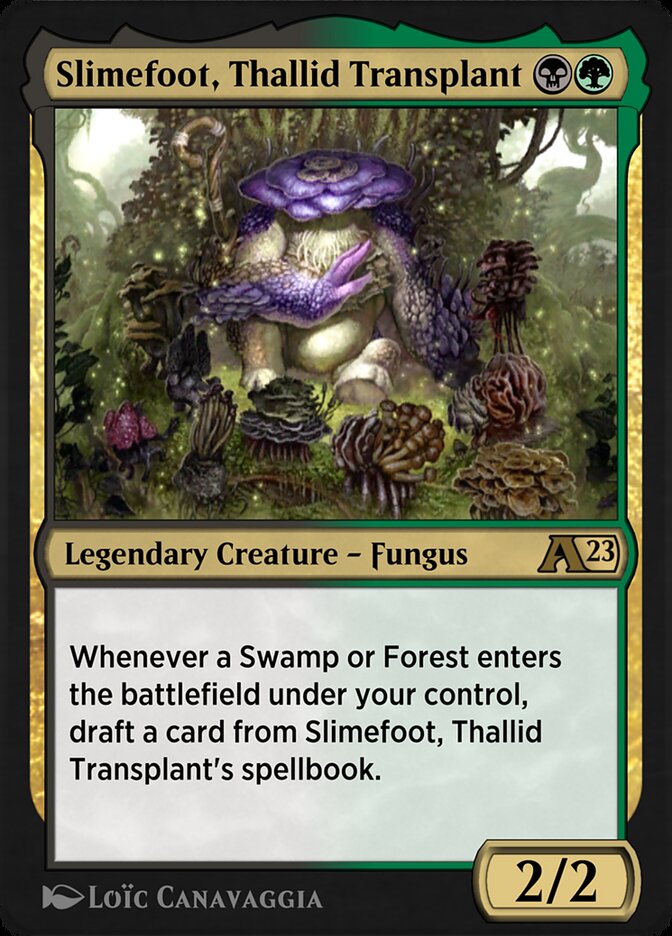 Slimefoot, Thallid Transplant
Legendary Creature – Fungus
A23
Whenever a Swamp or Forest enters
the battlefield under your control,
draft a card from Slimefoot, Thallid
Transplant's spellbook.
2/2
Loïc Canavaggia